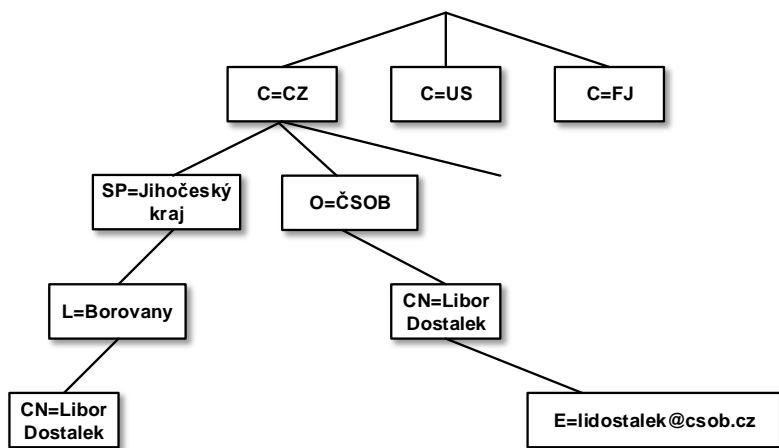 C=CZ
C=US
C=FJ
SP=Jihočeský
kraj
O=ČSOB
L=Borovany
CN=Libor
Dostalek
CN=Libor
Dostalek
E=lidostalek@csob.cz